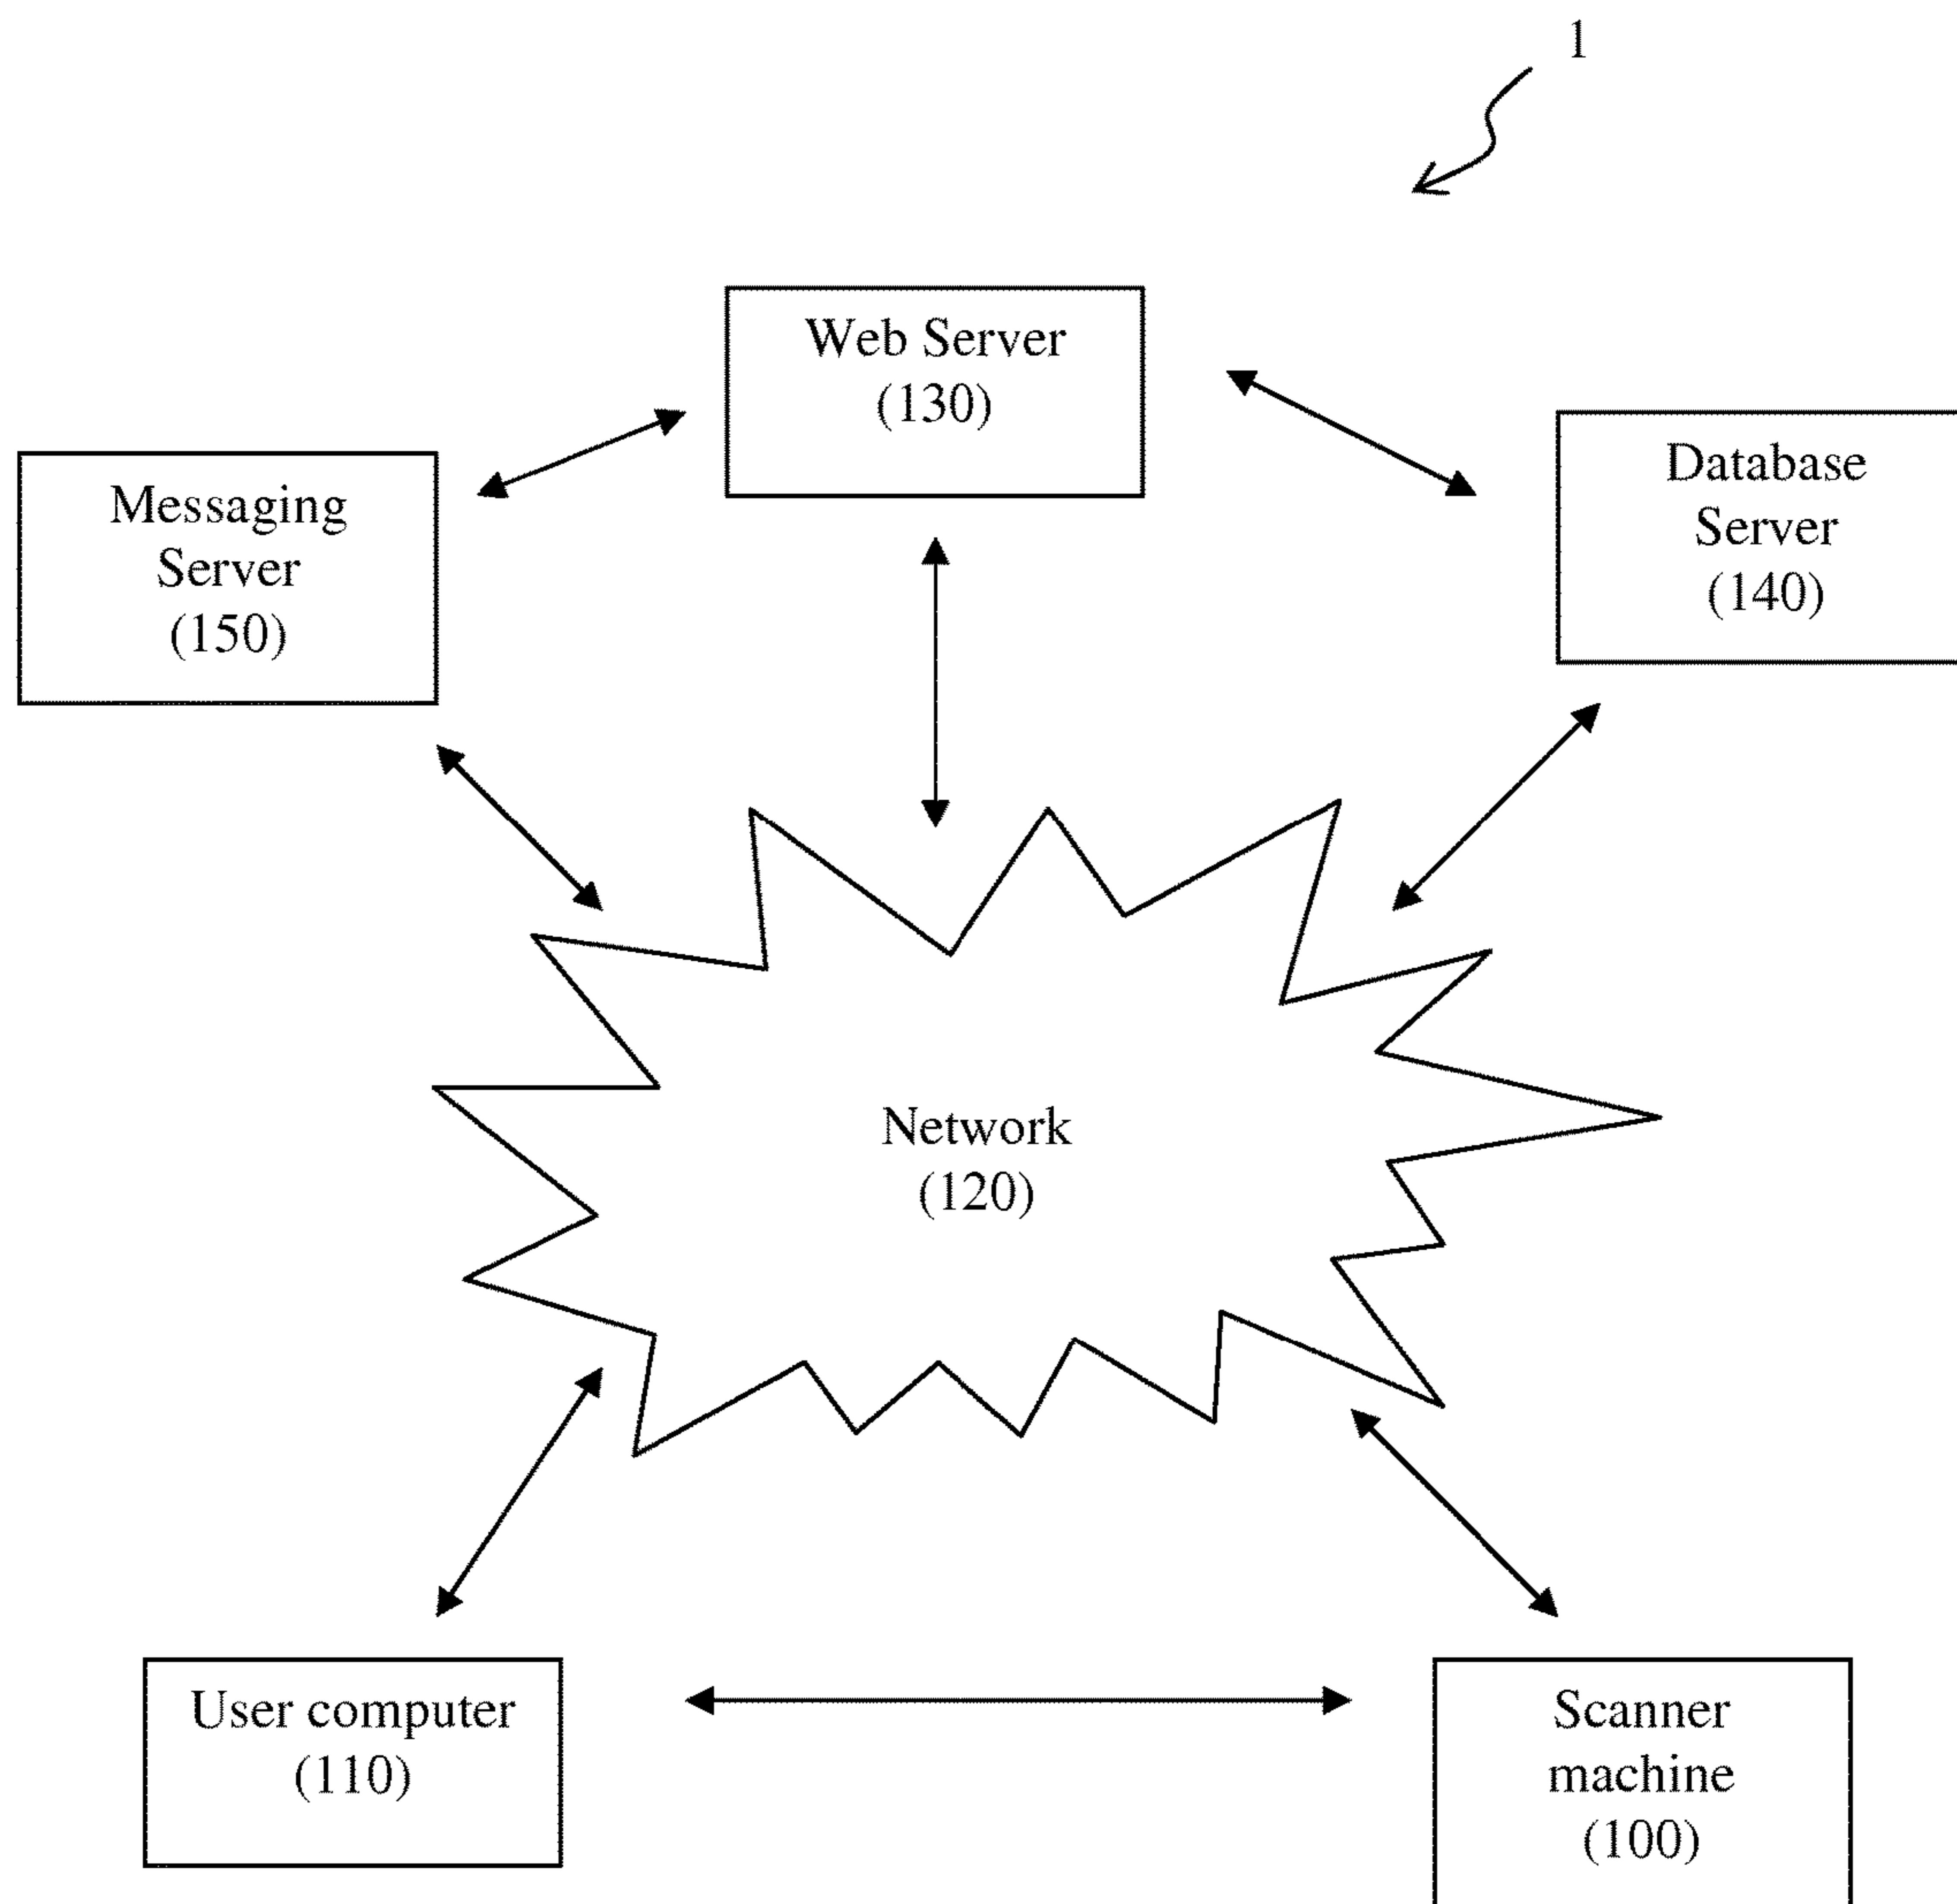 1
Web Server
(130)
Messaging
Server
(150)
Database
Server
(140)
Network
(120)
User computer
(110)
Scanner
machine
(100)